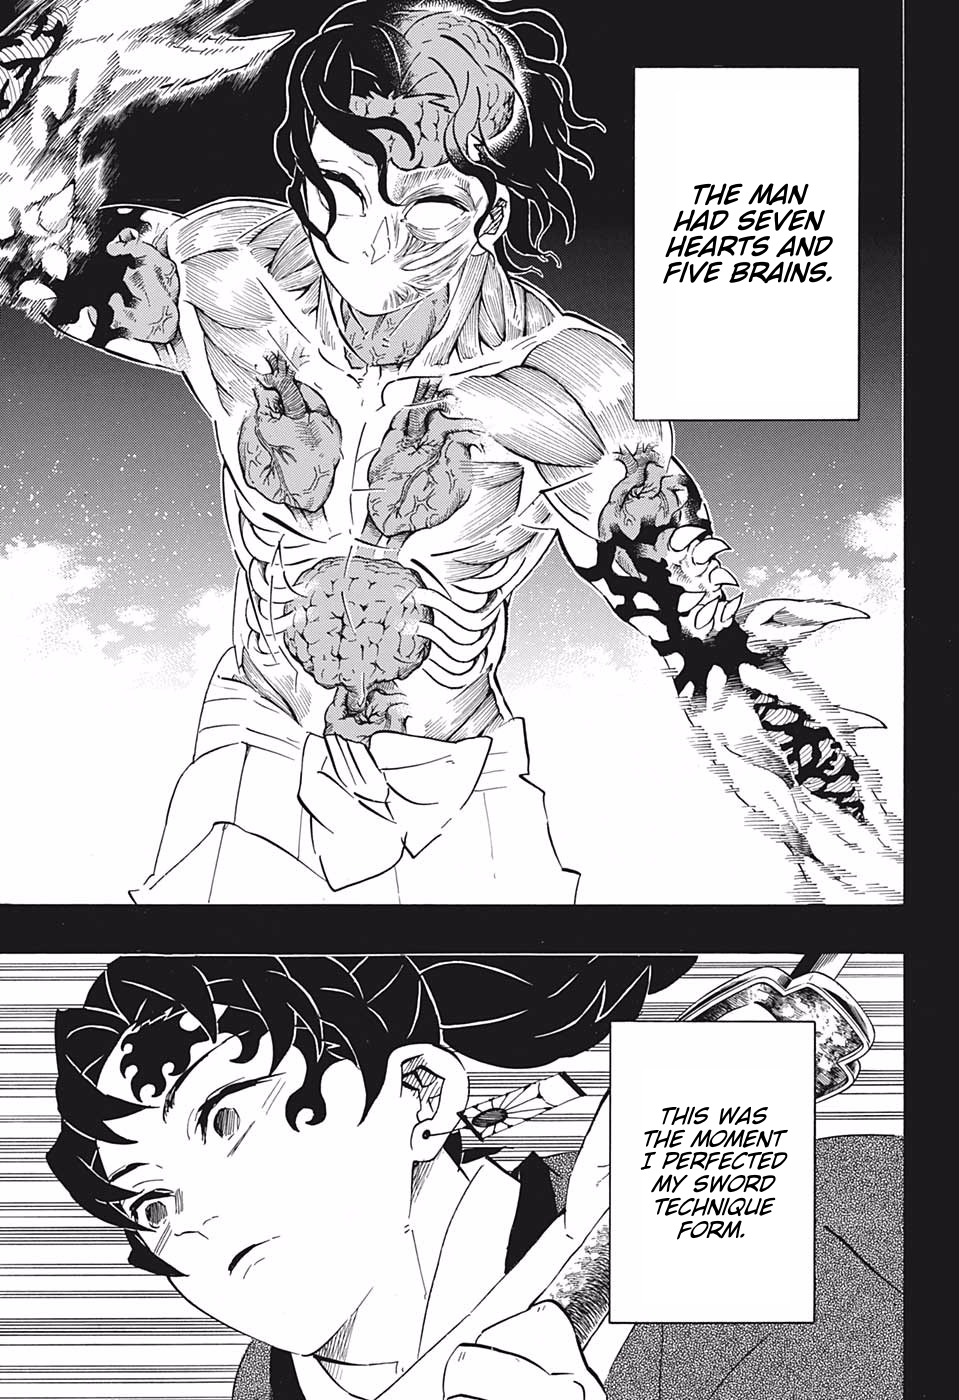 THE MAN
HAD SEVEN
HEARTS AND
FIVE BRAINS.
THIS WAS
THE MOMENT
I PERFECTED
MY SWORD
TECHNIQUE
FORM.